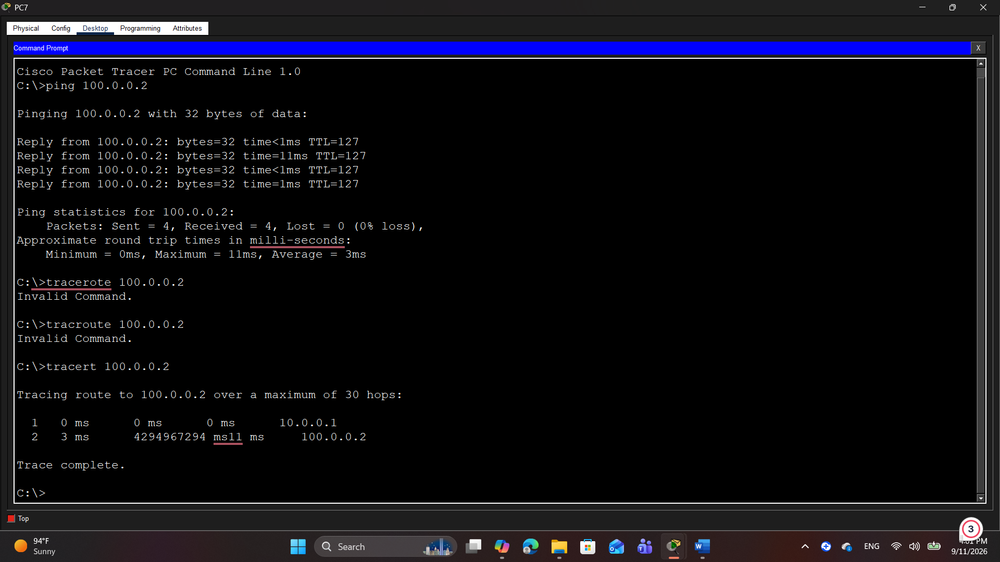 PC7
Physical Config Desktop Programming Attributes
Command Prompt X
Cisco Packet Tracer PC Command Line 1.0
C:\>ping 100.0.0.2
Pinging 100.0.0.2 with 32 bytes of data:
Reply from 100.0.0.2: bytes=32 time<1ms TTL=127
Reply from 100.0.0.2: bytes=32 time=11ms TTL=127
Reply from 100.0.0.2: bytes=32 time<1ms TTL=127
Reply from 100.0.0.2: bytes=32 time=1ms TTL=127
Ping statistics for 100.0.0.2:
Packets: Sent = 4, Received = 4, Lost = 0 (0% loss),
Approximate round trip times in milli-seconds:
Minimum = 0ms, Maximum = 11ms, Average = 3ms
C:\>tracerote 100.0.0.2
Invalid Command.
C:\>tracroute 100.0.0.2
Invalid Command.
C:\>tracert 100.0.0.2
Tracing route to 100.0.0.2 over a maximum of 30 hops:
1 0 ms 0 ms 0 ms 10.0.0.1
2 3 ms 4294967294 ms11 ms 100.0.0.2
Trace complete.
C:\>
Top
3
94°F
Sunny
Search
ENG
PM
9/11/2026